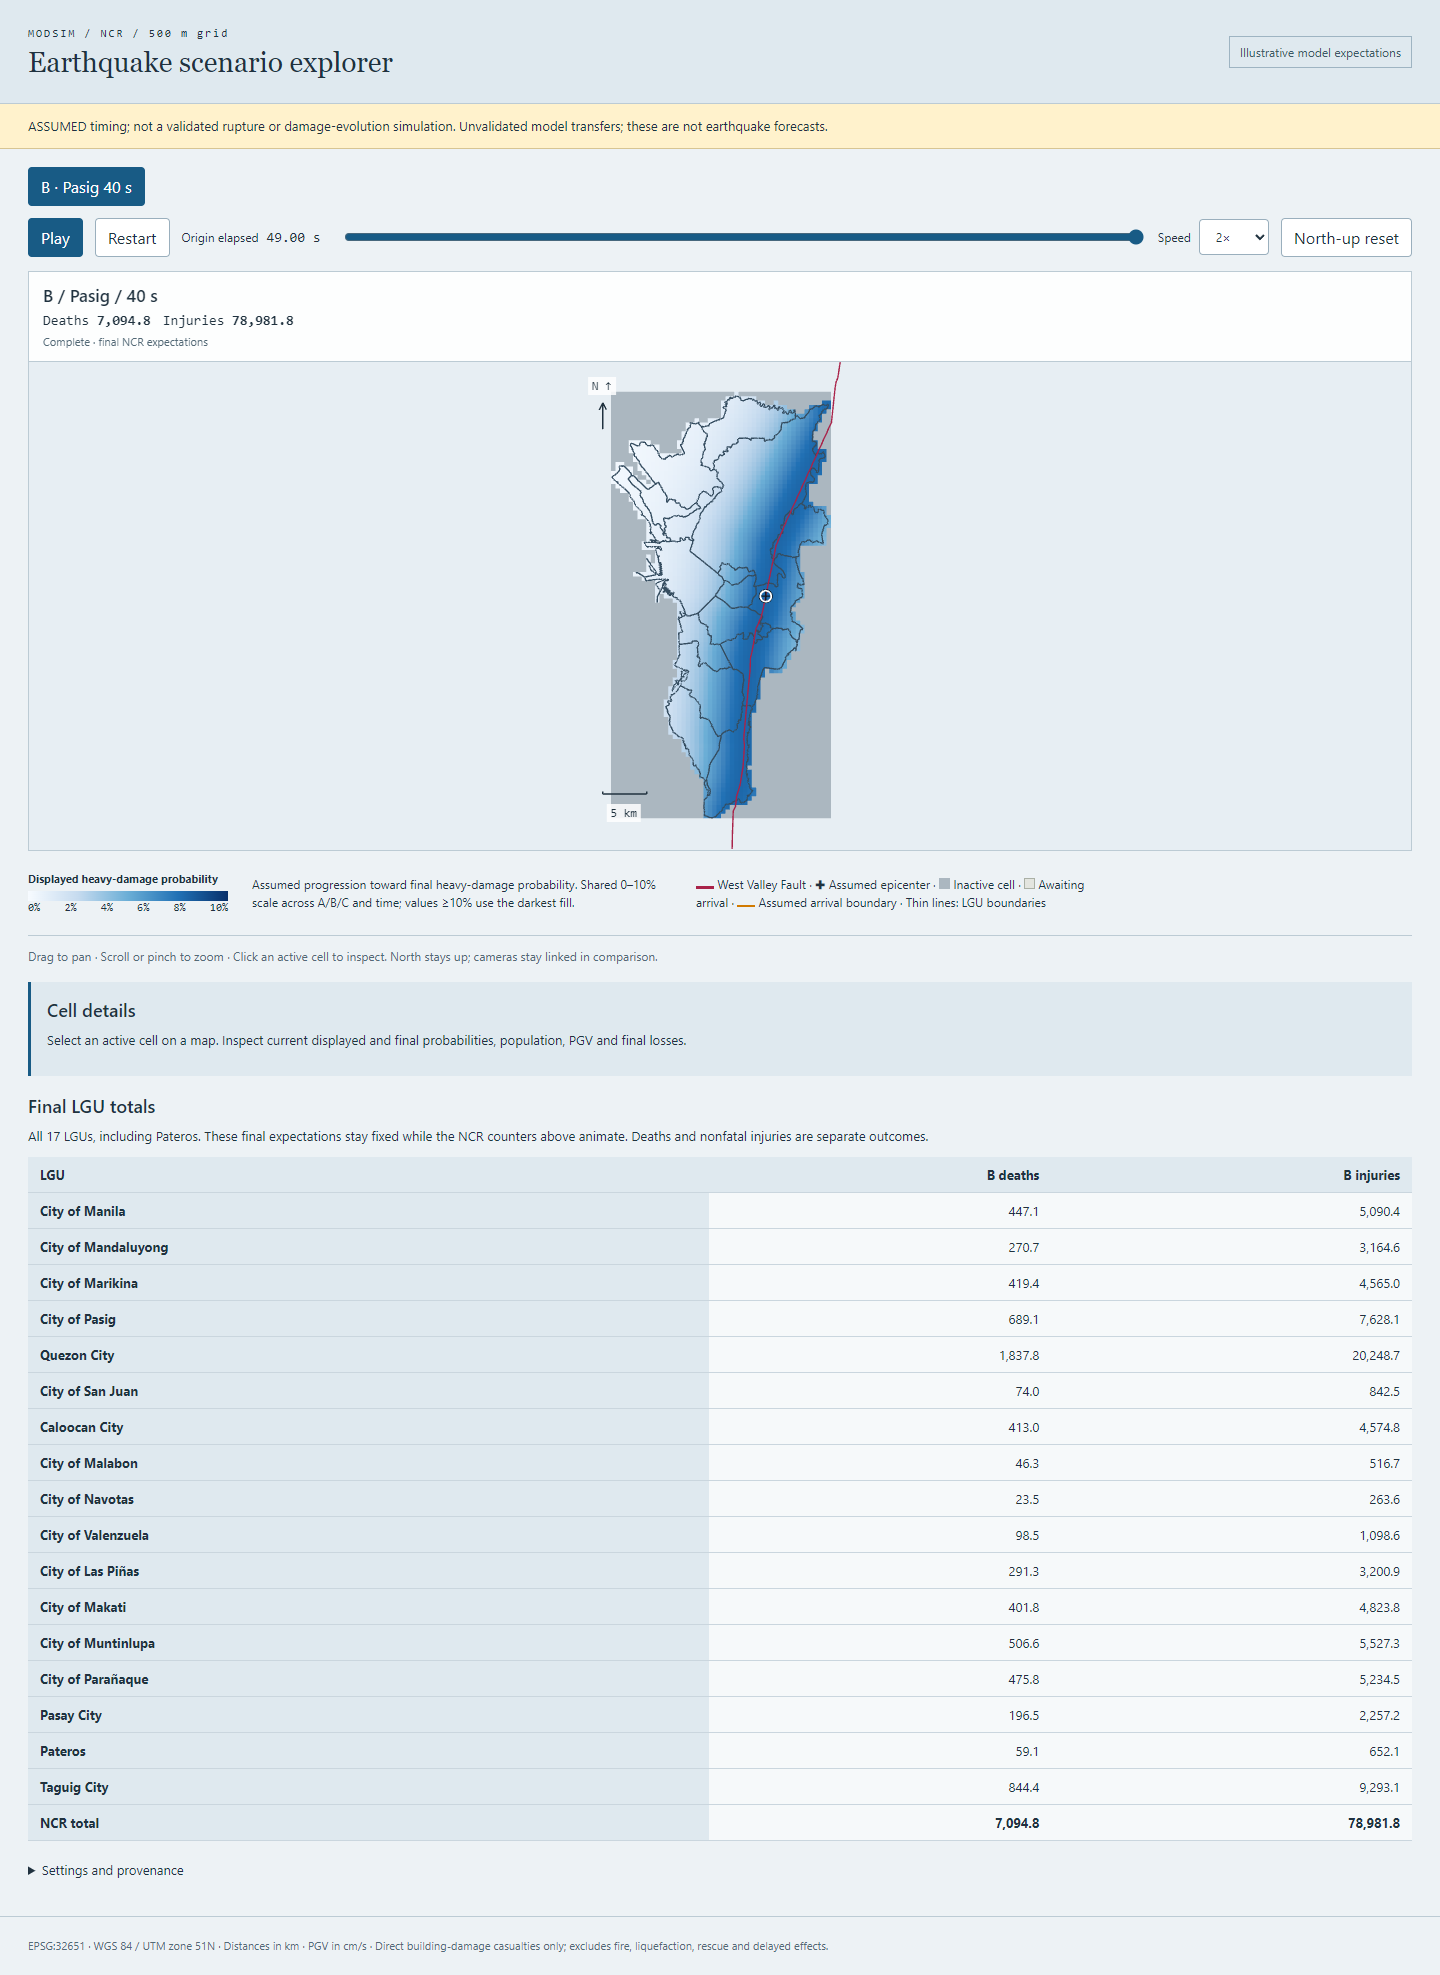 MODSIM / NCR / 500 m grid
Earthquake scenario explorer
Illustrative model expectations
ASSUMED timing; not a validated rupture or damage-evolution simulation. Unvalidated model transfers; these are not earthquake forecasts.
B · Pasig 40 s
Play Restart Origin elapsed 49.00 s Speed 2× North-up reset
B / Pasig / 40 s
Deaths 7,094.8 Injuries 78,981.8
Complete · final NCR expectations
N ↑
5 km
Displayed heavy-damage probability
0% 2% 4% 6% 8% 10%
Assumed progression toward final heavy-damage probability. Shared 0–10%
scale across A/B/C and time; values ≥10% use the darkest fill.
West Valley Fault · ✚ Assumed epicenter · Inactive cell · Awaiting
arrival · Assumed arrival boundary · Thin lines: LGU boundaries
Drag to pan · Scroll or pinch to zoom · Click an active cell to inspect. North stays up; cameras stay linked in comparison.
Cell details
Select an active cell on a map. Inspect current displayed and final probabilities, population, PGV and final losses.
Final LGU totals
All 17 LGUs, including Pateros. These final expectations stay fixed while the NCR counters above animate. Deaths and nonfatal injuries are separate outcomes.
LGU B deaths B injuries
City of Manila 447.1 5,090.4
City of Mandaluyong 270.7 3,164.6
City of Marikina 419.4 4,565.0
City of Pasig 689.1 7,628.1
Quezon City 1,837.8 20,248.7
City of San Juan 74.0 842.5
Caloocan City 413.0 4,574.8
City of Malabon 46.3 516.7
City of Navotas 23.5 263.6
City of Valenzuela 98.5 1,098.6
City of Las Piñas 291.3 3,200.9
City of Makati 401.8 4,823.8
City of Muntinlupa 506.6 5,527.3
City of Parañaque 475.8 5,234.5
Pasay City 196.5 2,257.2
Pateros 59.1 652.1
Taguig City 844.4 9,293.1
NCR total 7,094.8 78,981.8
▶ Settings and provenance
EPSG:32651 · WGS 84 / UTM zone 51N · Distances in km · PGV in cm/s · Direct building-damage casualties only; excludes fire, liquefaction, rescue and delayed effects.